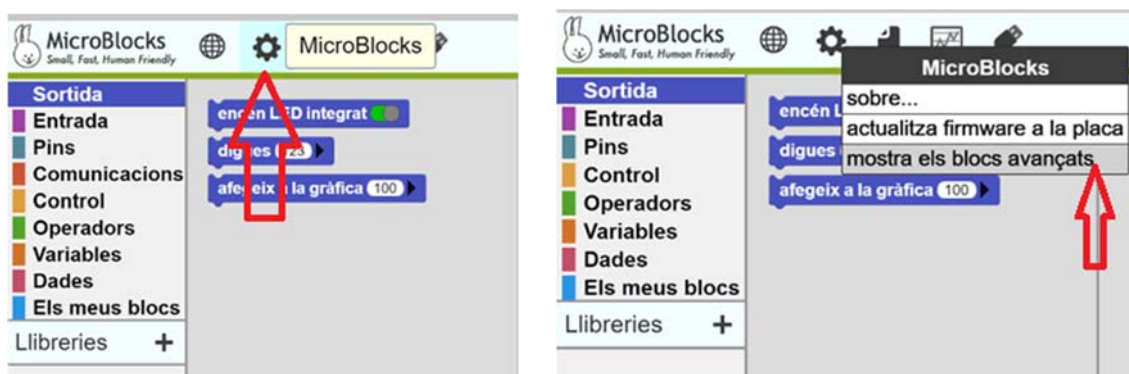 MicroBlocks
Small, Fast, Human Friendly
MicroBlocks
Sortida
Entrada
Pins
Comunicacions
Control
Operadors
Variables
Dades
Els meus blocs
Llibreries +
encén LED integrat
digues 123
afegeix a la gràfica 100
MicroBlocks
Small, Fast, Human Friendly
Sortida
Entrada
Pins
Control
Operadors
Variables
Dades
Els meus blocs
Llibreries +
encén L
digues
afegeix a la gràfica 100
MicroBlocks
sobre...
actualitza firmware a la placa
mostra els blocs avançats